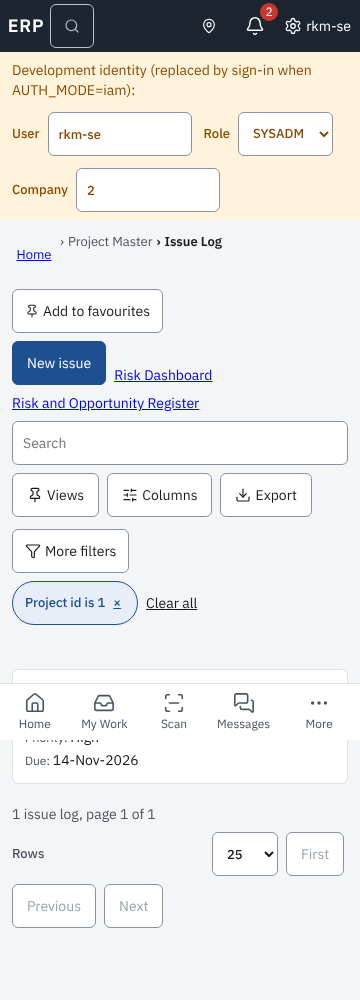 ERP 2 rkm-se
Development identity (replaced by sign-in when
AUTH_MODE=iam):
User rkm-se Role SYSADM
Company 2
› Project Master › Issue Log
Home
Add to favourites
New issue Risk Dashboard
Risk and Opportunity Register
Search
Views Columns Export
More filters
Project id is 1 × Clear all
Home My Work Scan Messages More
Due: 14-Nov-2026
1 issue log, page 1 of 1
Rows 25 First
Previous Next